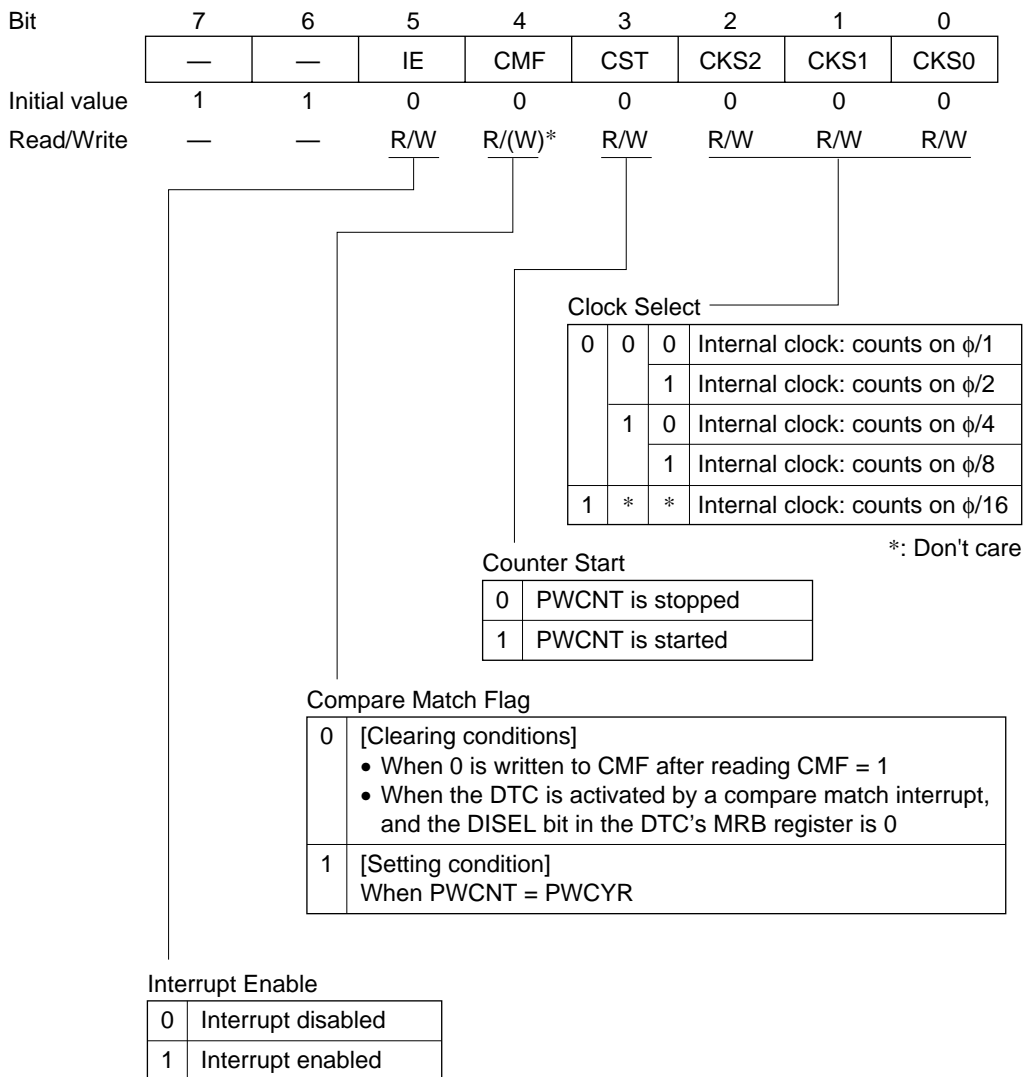 Bit 7 6 5 4 3 2 1 0
— — IE CMF CST CKS2 CKS1 CKS0
Initial value 1 1 0 0 0 0 0 0
Read/Write — — R/W R/(W)* R/W R/W R/W R/W
Clock Select
0 0 0 Internal clock: counts on ϕ/1
1 Internal clock: counts on ϕ/2
1 0 Internal clock: counts on ϕ/4
1 Internal clock: counts on ϕ/8
1 * * Internal clock: counts on ϕ/16
*: Don't care
Counter Start
0 PWCNT is stopped
1 PWCNT is started
Compare Match Flag
0 [Clearing conditions]
• When 0 is written to CMF after reading CMF = 1
• When the DTC is activated by a compare match interrupt,
and the DISEL bit in the DTC's MRB register is 0
1 [Setting condition]
When PWCNT = PWCYR
Interrupt Enable
0 Interrupt disabled
1 Interrupt enabled